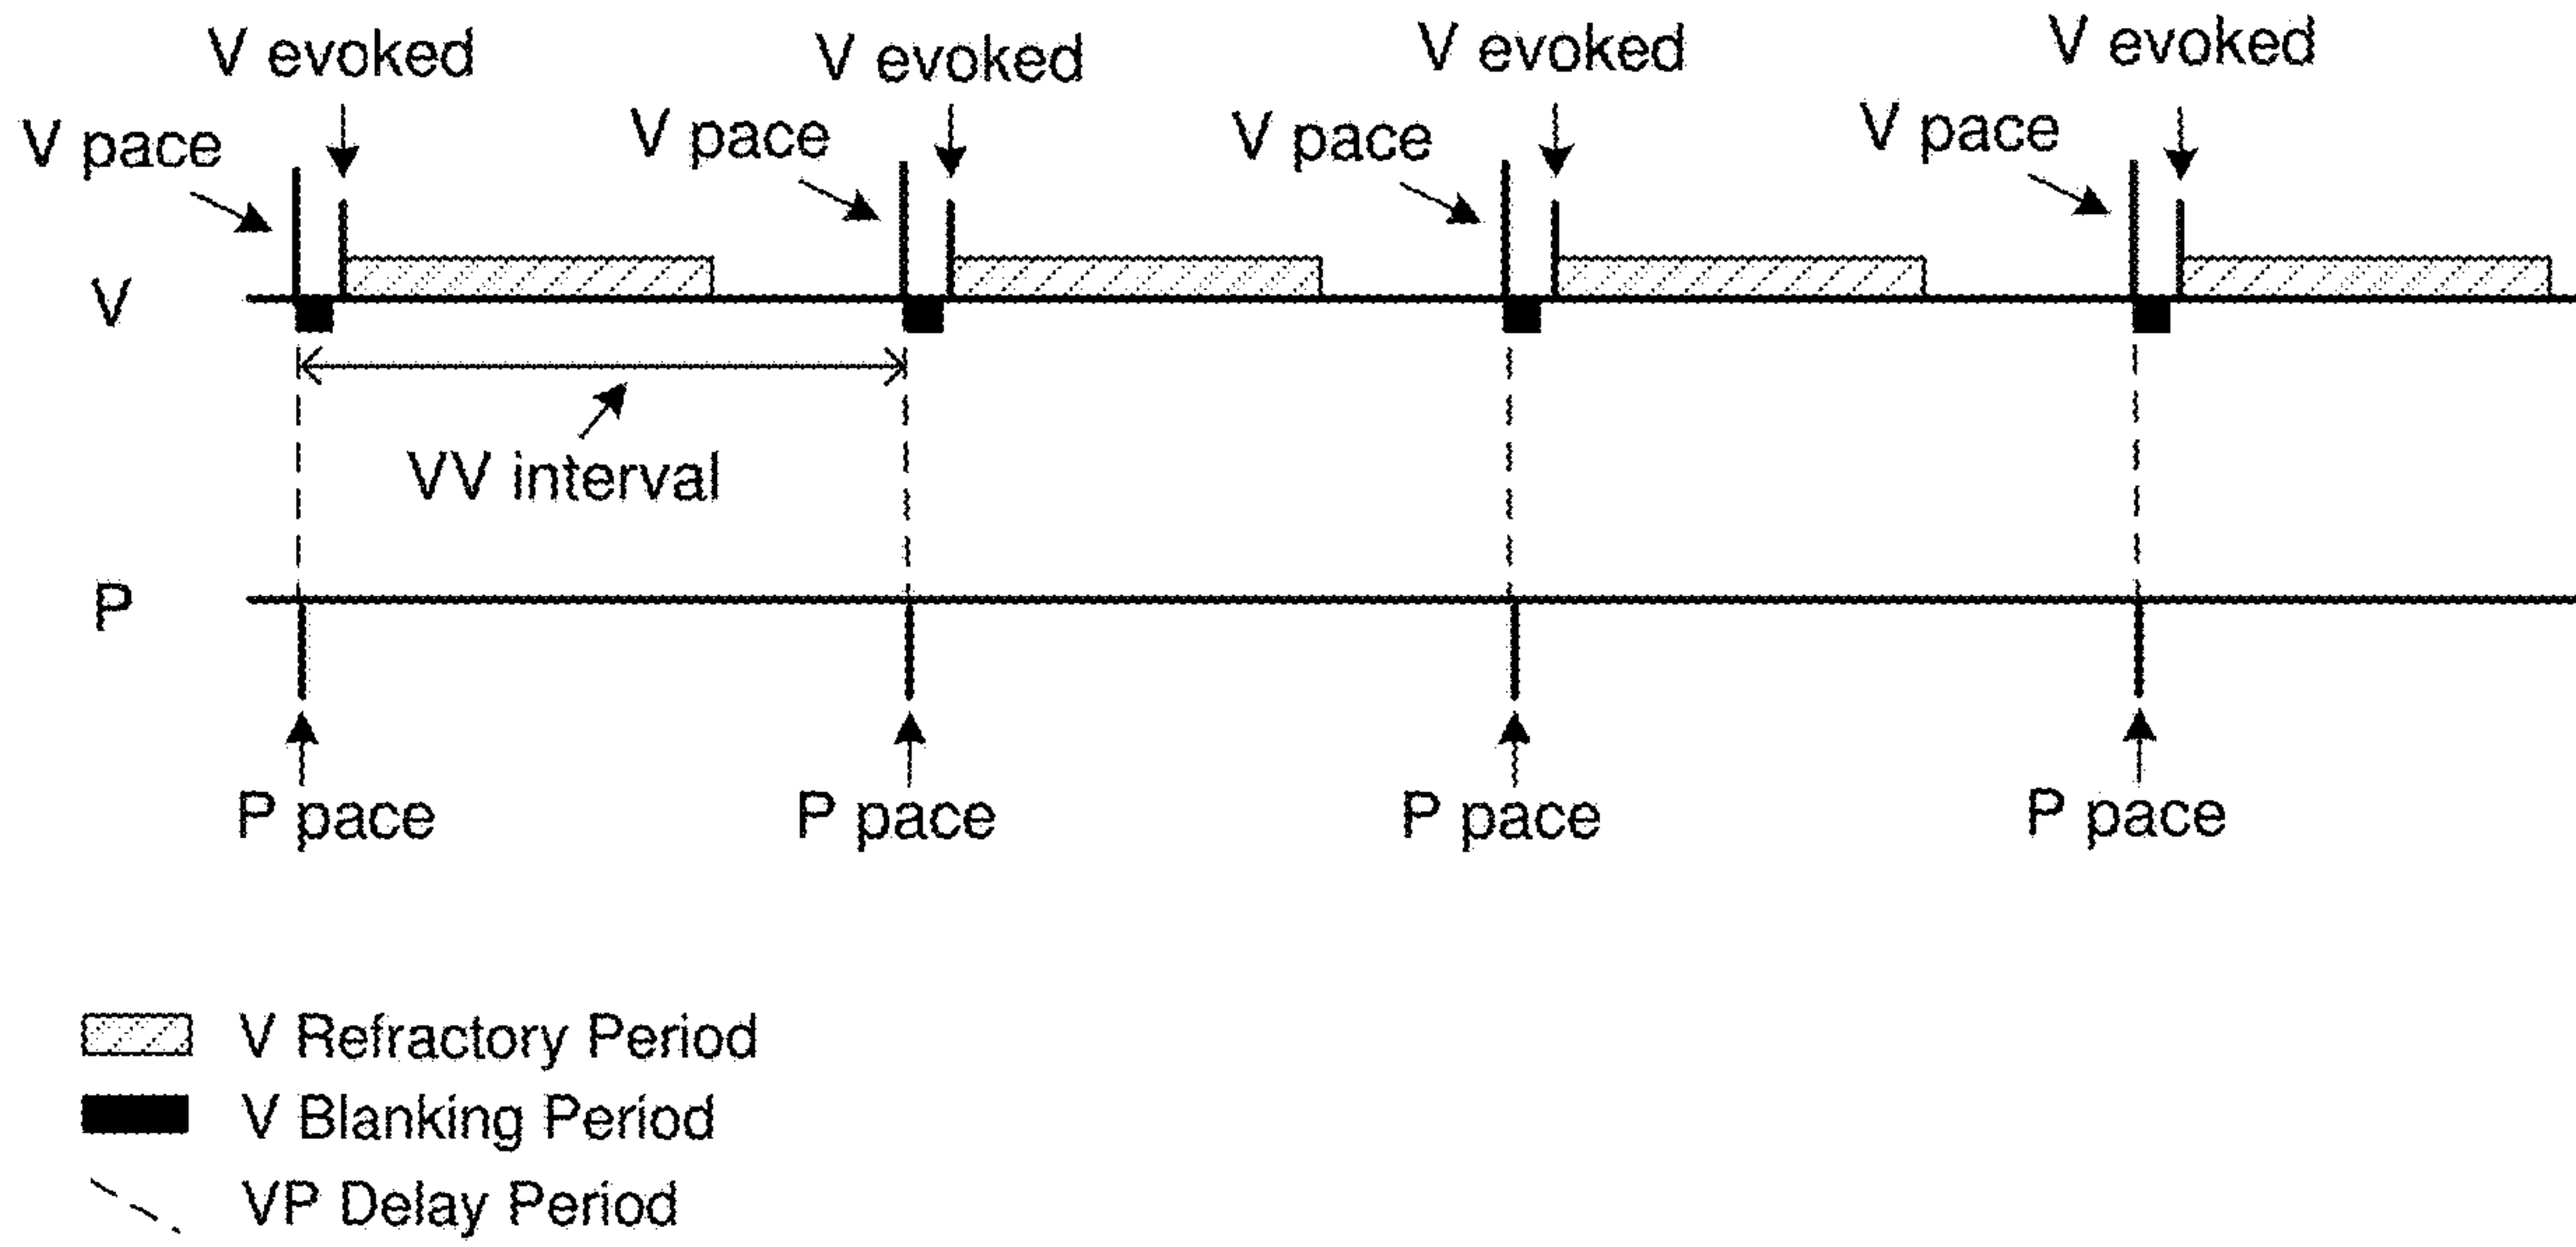 V evoked
V evoked
V evoked
V evoked
V pace
V pace
V pace
V pace
V
VV interval
P
P pace
P pace
P pace
P pace
V Refractory Period
V Blanking Period
VP Delay Period